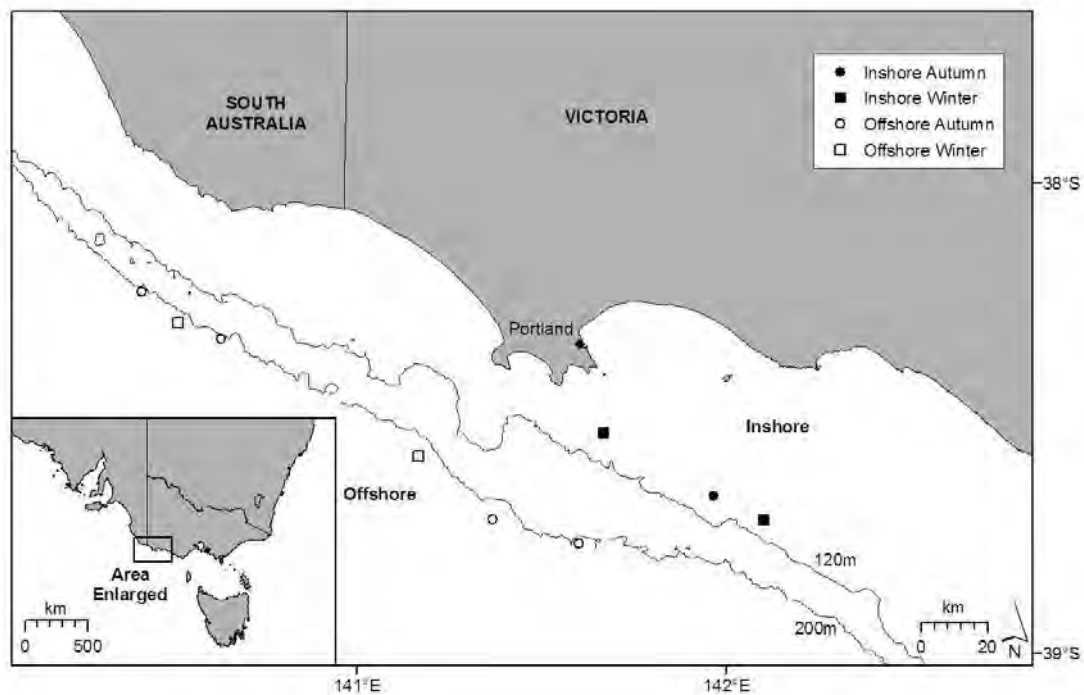 Inshore Autumn
Inshore Winter
Offshore Autumn
Offshore Winter
SOUTH
AUSTRALIA
VICTORIA
38°S
Portland
Inshore
Offshore
120m
200m
Area
Enlarged
km
0 500
km
0 20
N
39°S
141°E
142°E